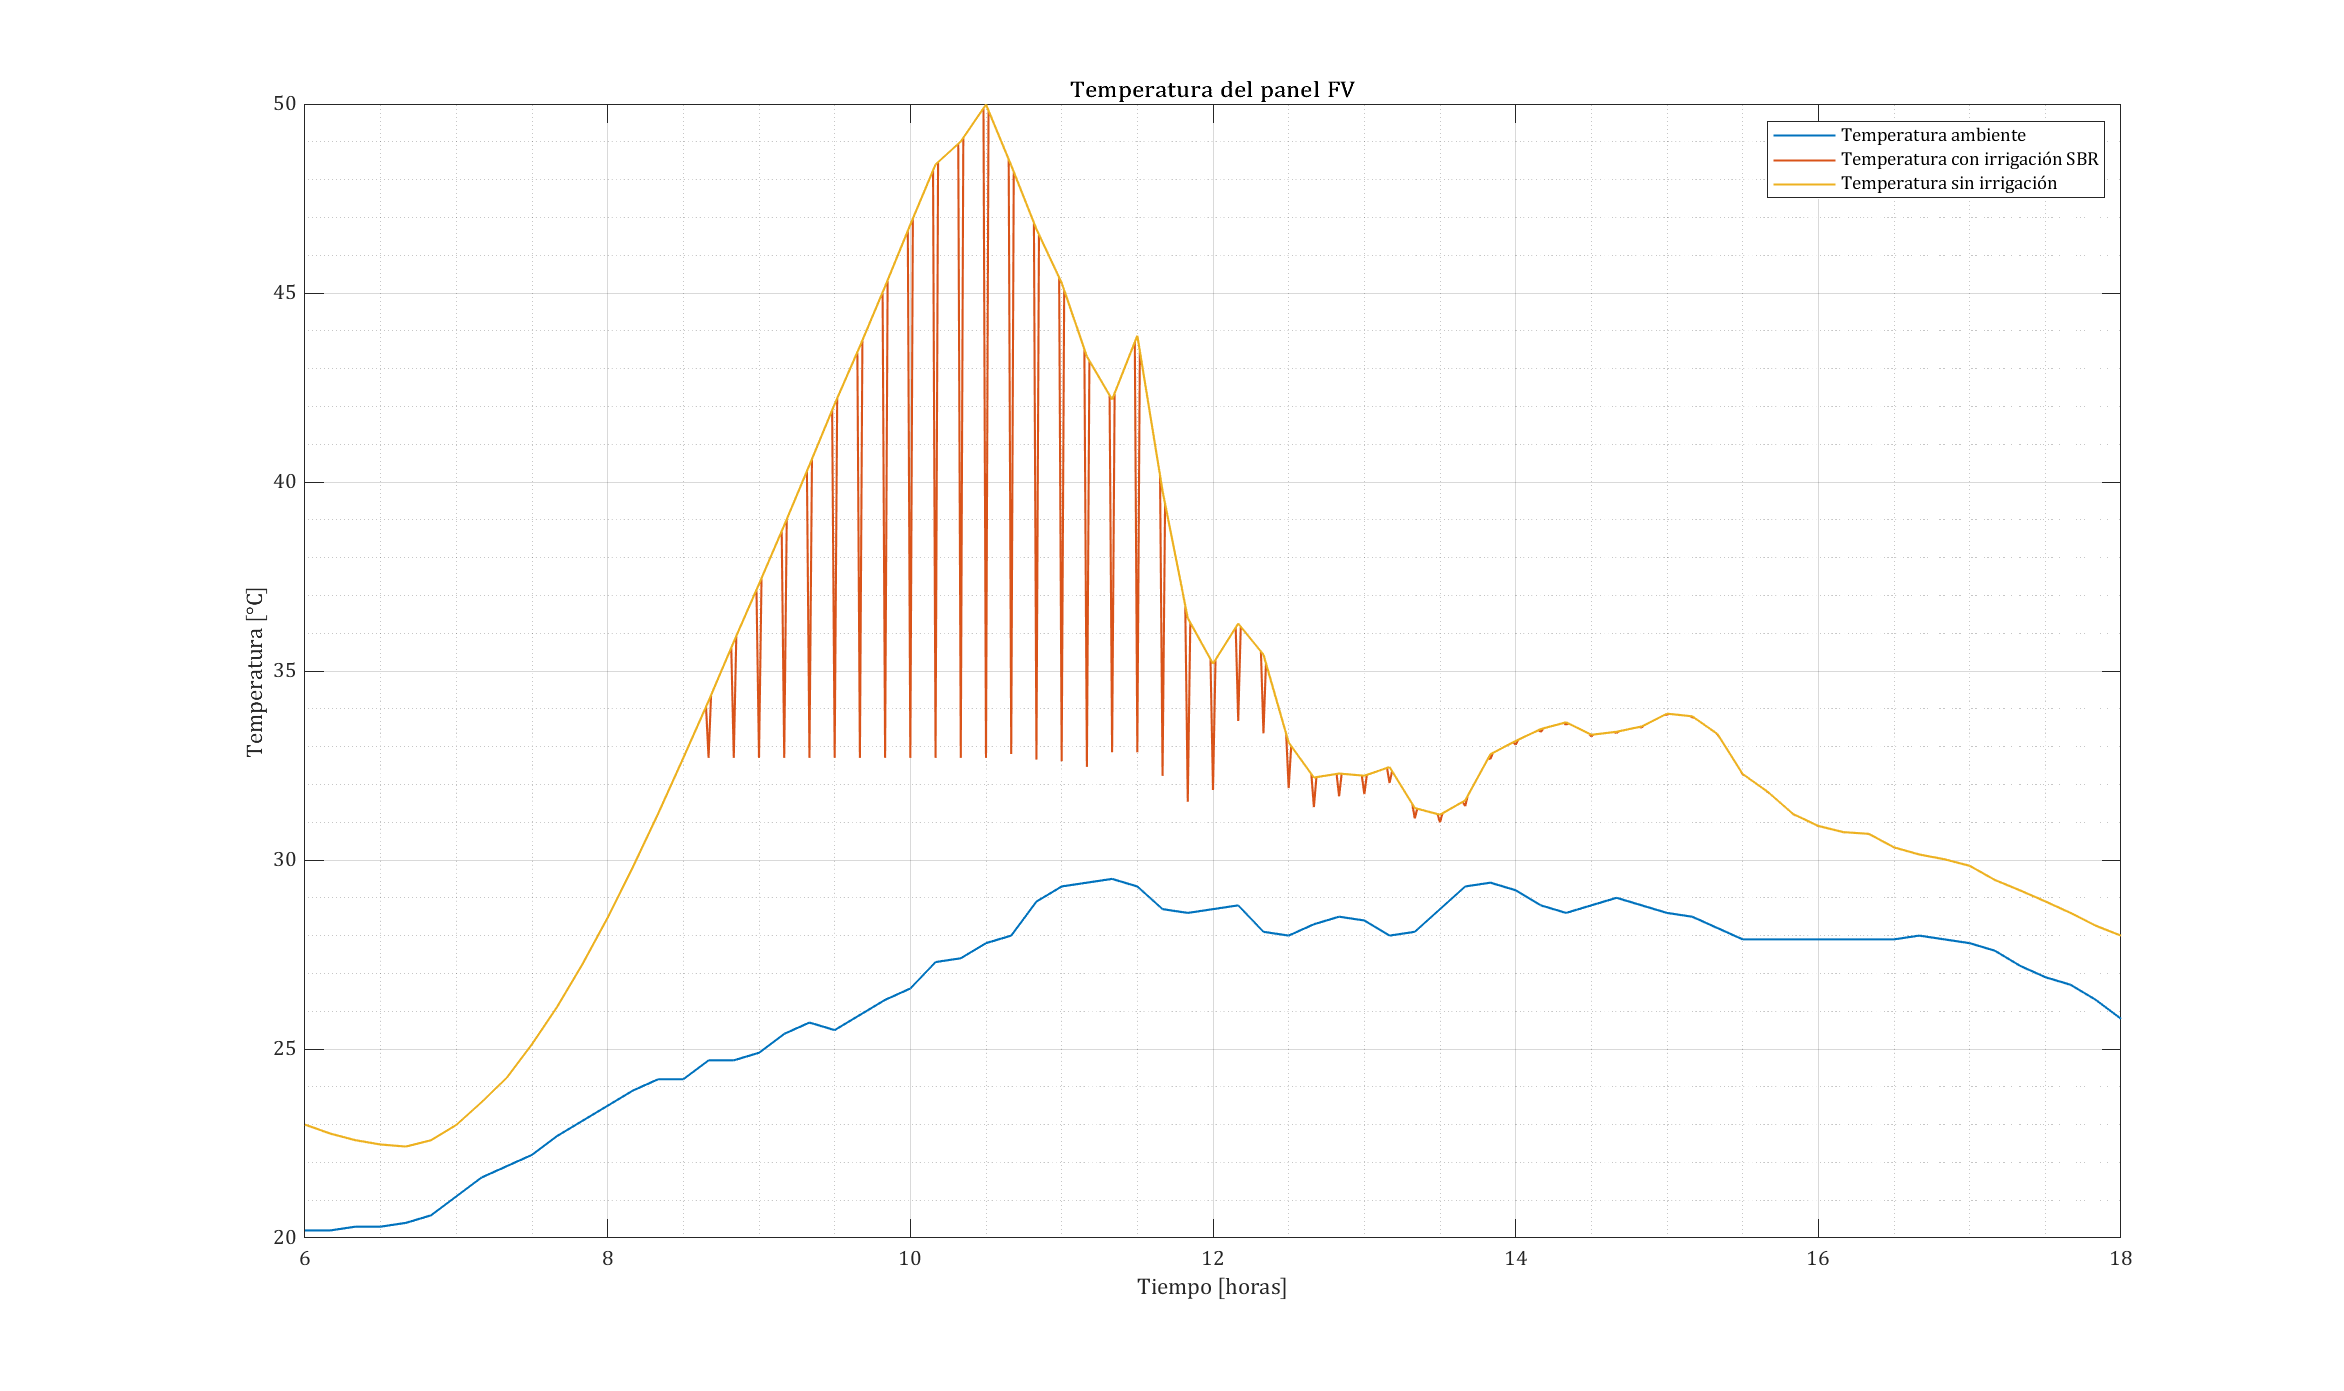 Temperatura del panel FV
Temperatura ambiente
Temperatura con irrigación SBR
Temperatura sin irrigación
50
45
40
35
30
25
20
Temperatura [°C]
6 8 10 12 14 16 18
Tiempo [horas]